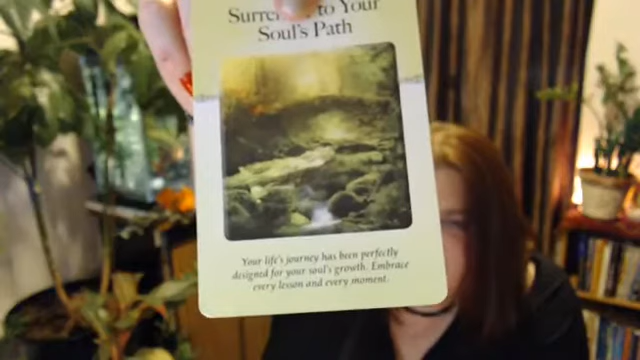 to Your
Soul's Path
Your life's journey has been perfectly
designed for your soul's growth. Embrace
every lesson and every moment.